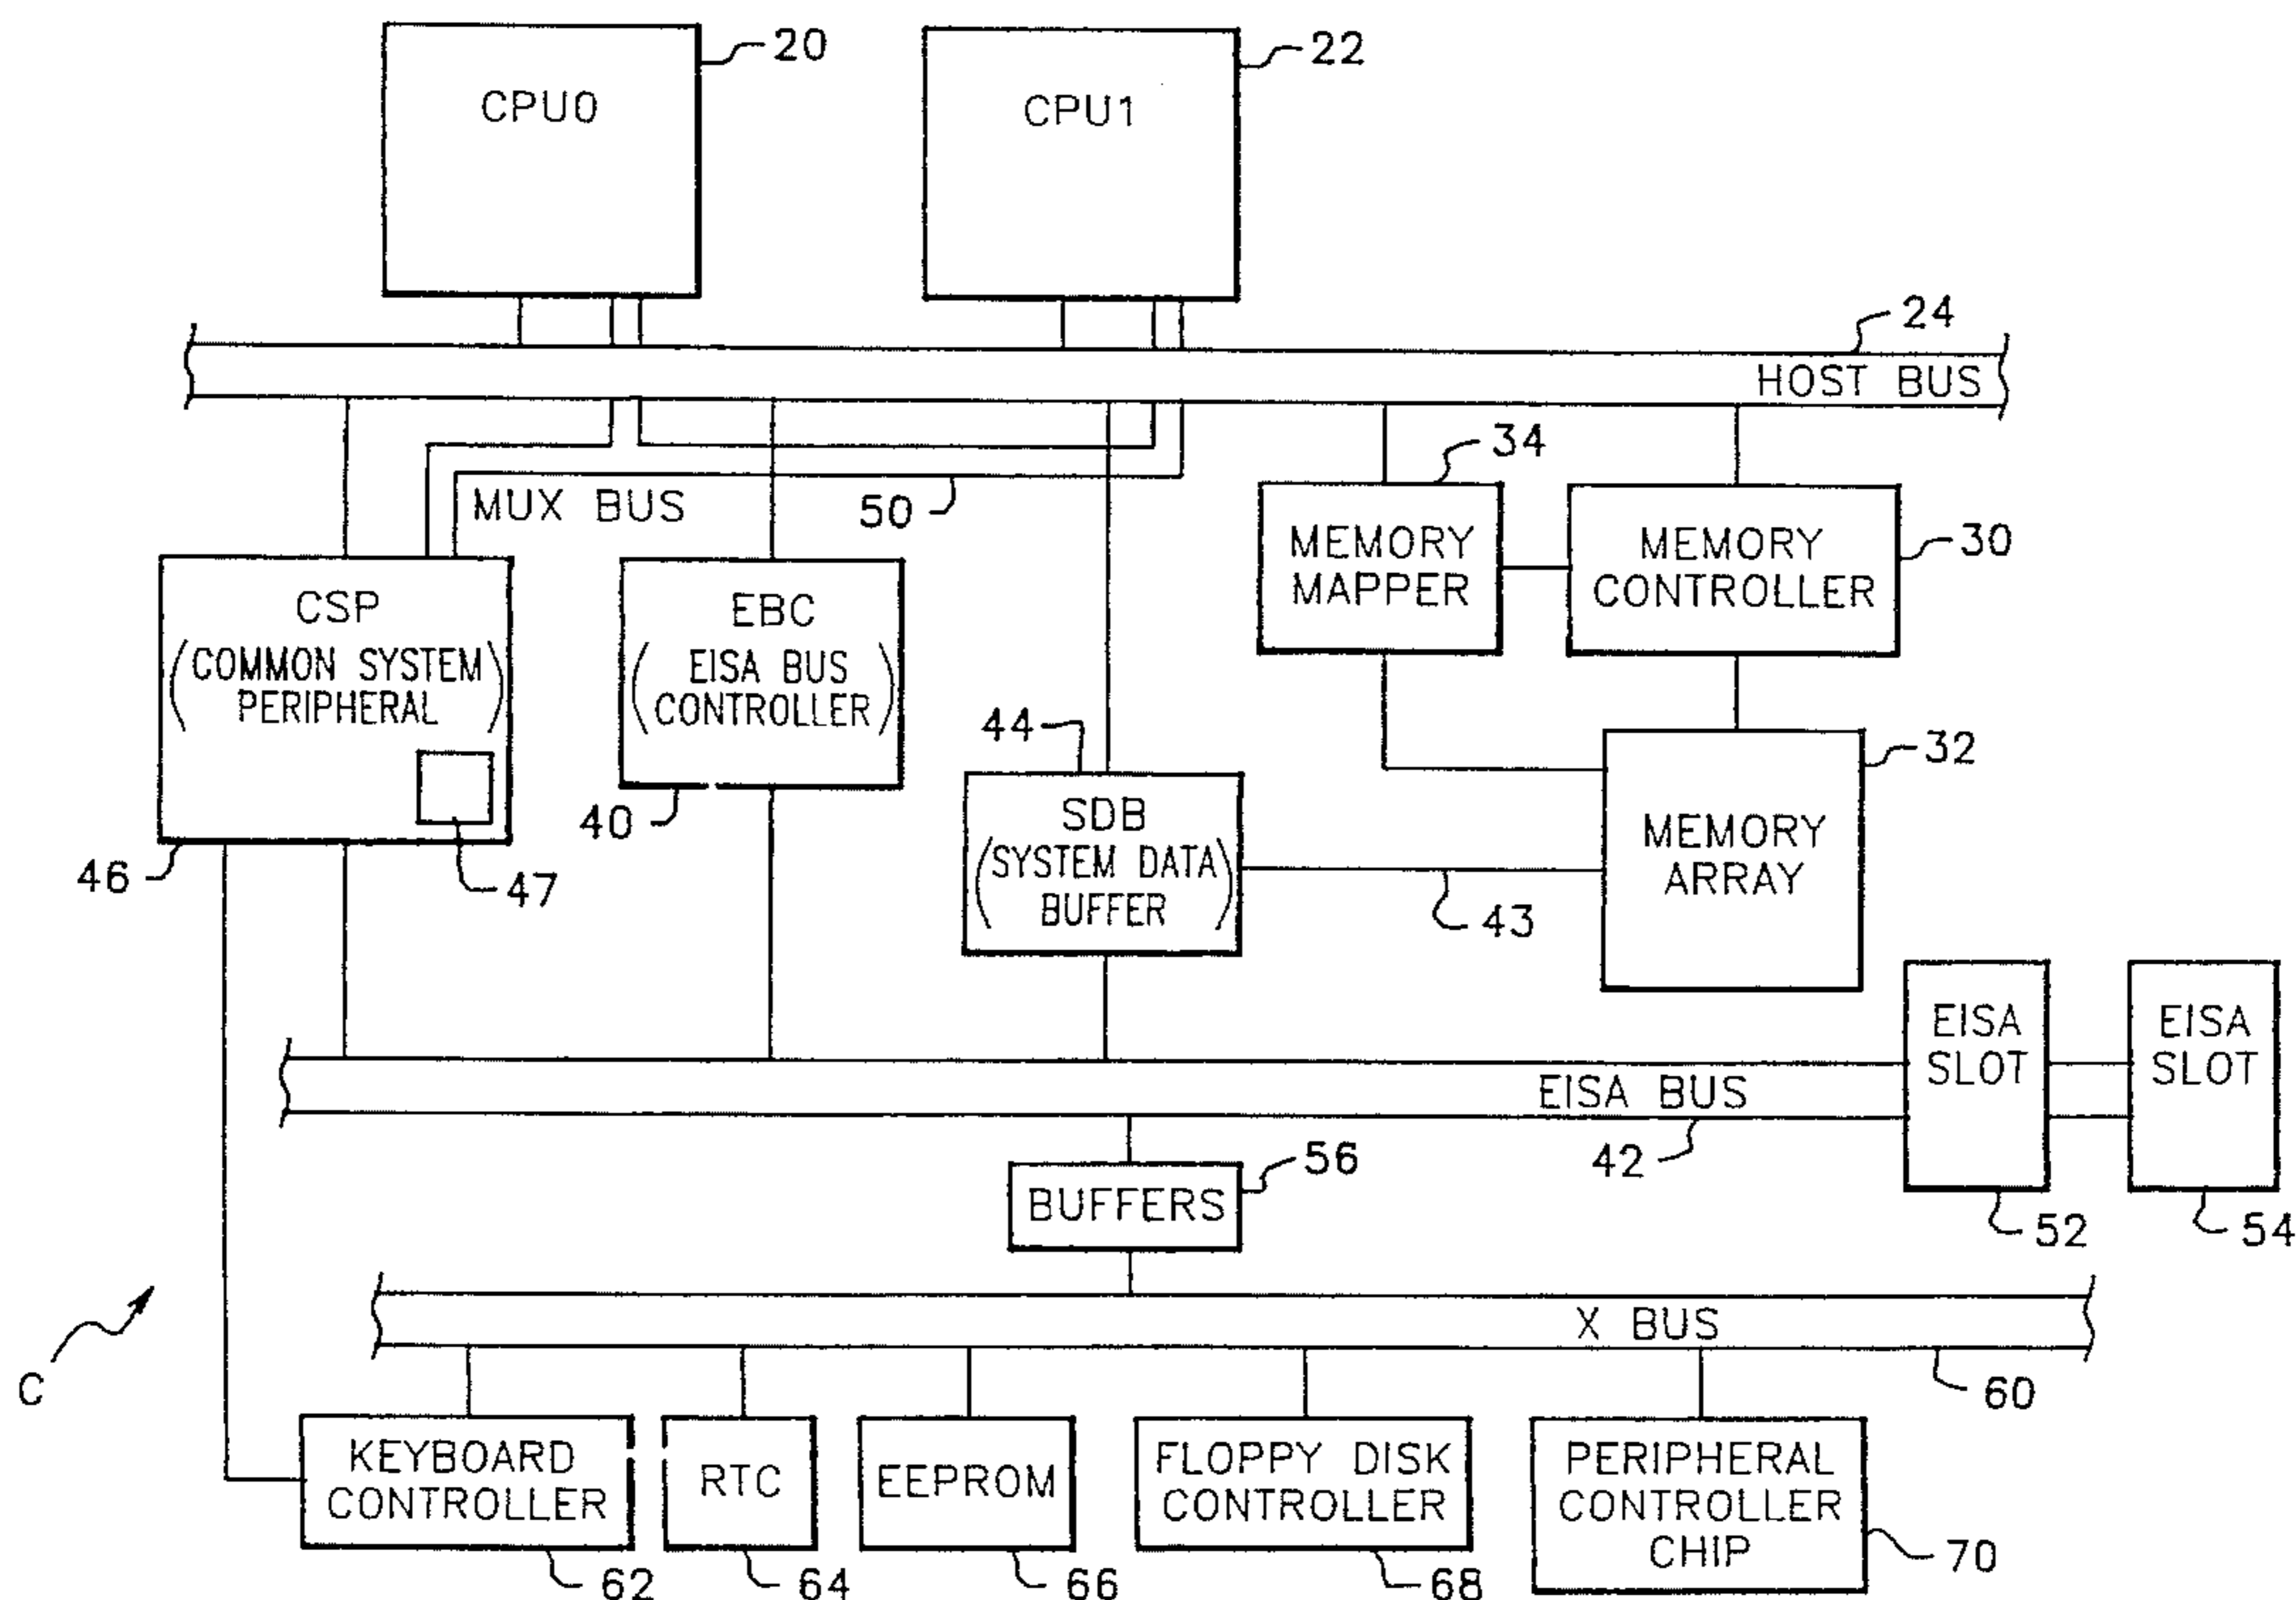 20
22
CPU0
CPU1
24
HOST BUS
34
MUX BUS
50
MEMORY
MAPPER
MEMORY
CONTROLLER
30
CSP
(COMMON SYSTEM
PERIPHERAL)
EBC
(EISA BUS
CONTROLLER)
44
32
SDB
(SYSTEM DATA
BUFFER)
MEMORY
ARRAY
40
46
47
43
EISA
SLOT
EISA
SLOT
EISA BUS
42
56
BUFFERS
52
54
X BUS
C
60
KEYBOARD
CONTROLLER
RTC
EEPROM
FLOPPY DISK
CONTROLLER
PERIPHERAL
CONTROLLER
CHIP
70
62
64
66
68